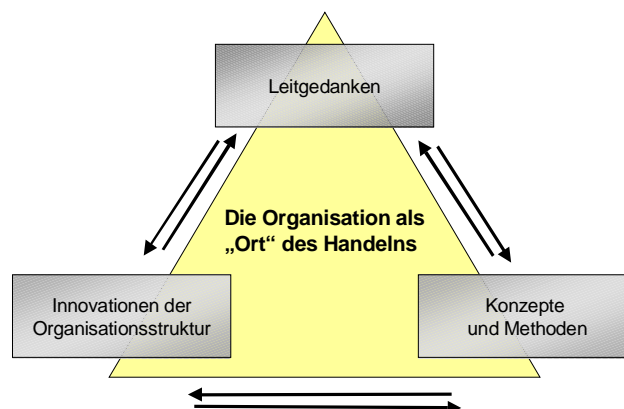 Leitgedanken
Die Organisation als
„Ort“ des Handelns
Innovationen der
Organisationsstruktur
Konzepte
und Methoden